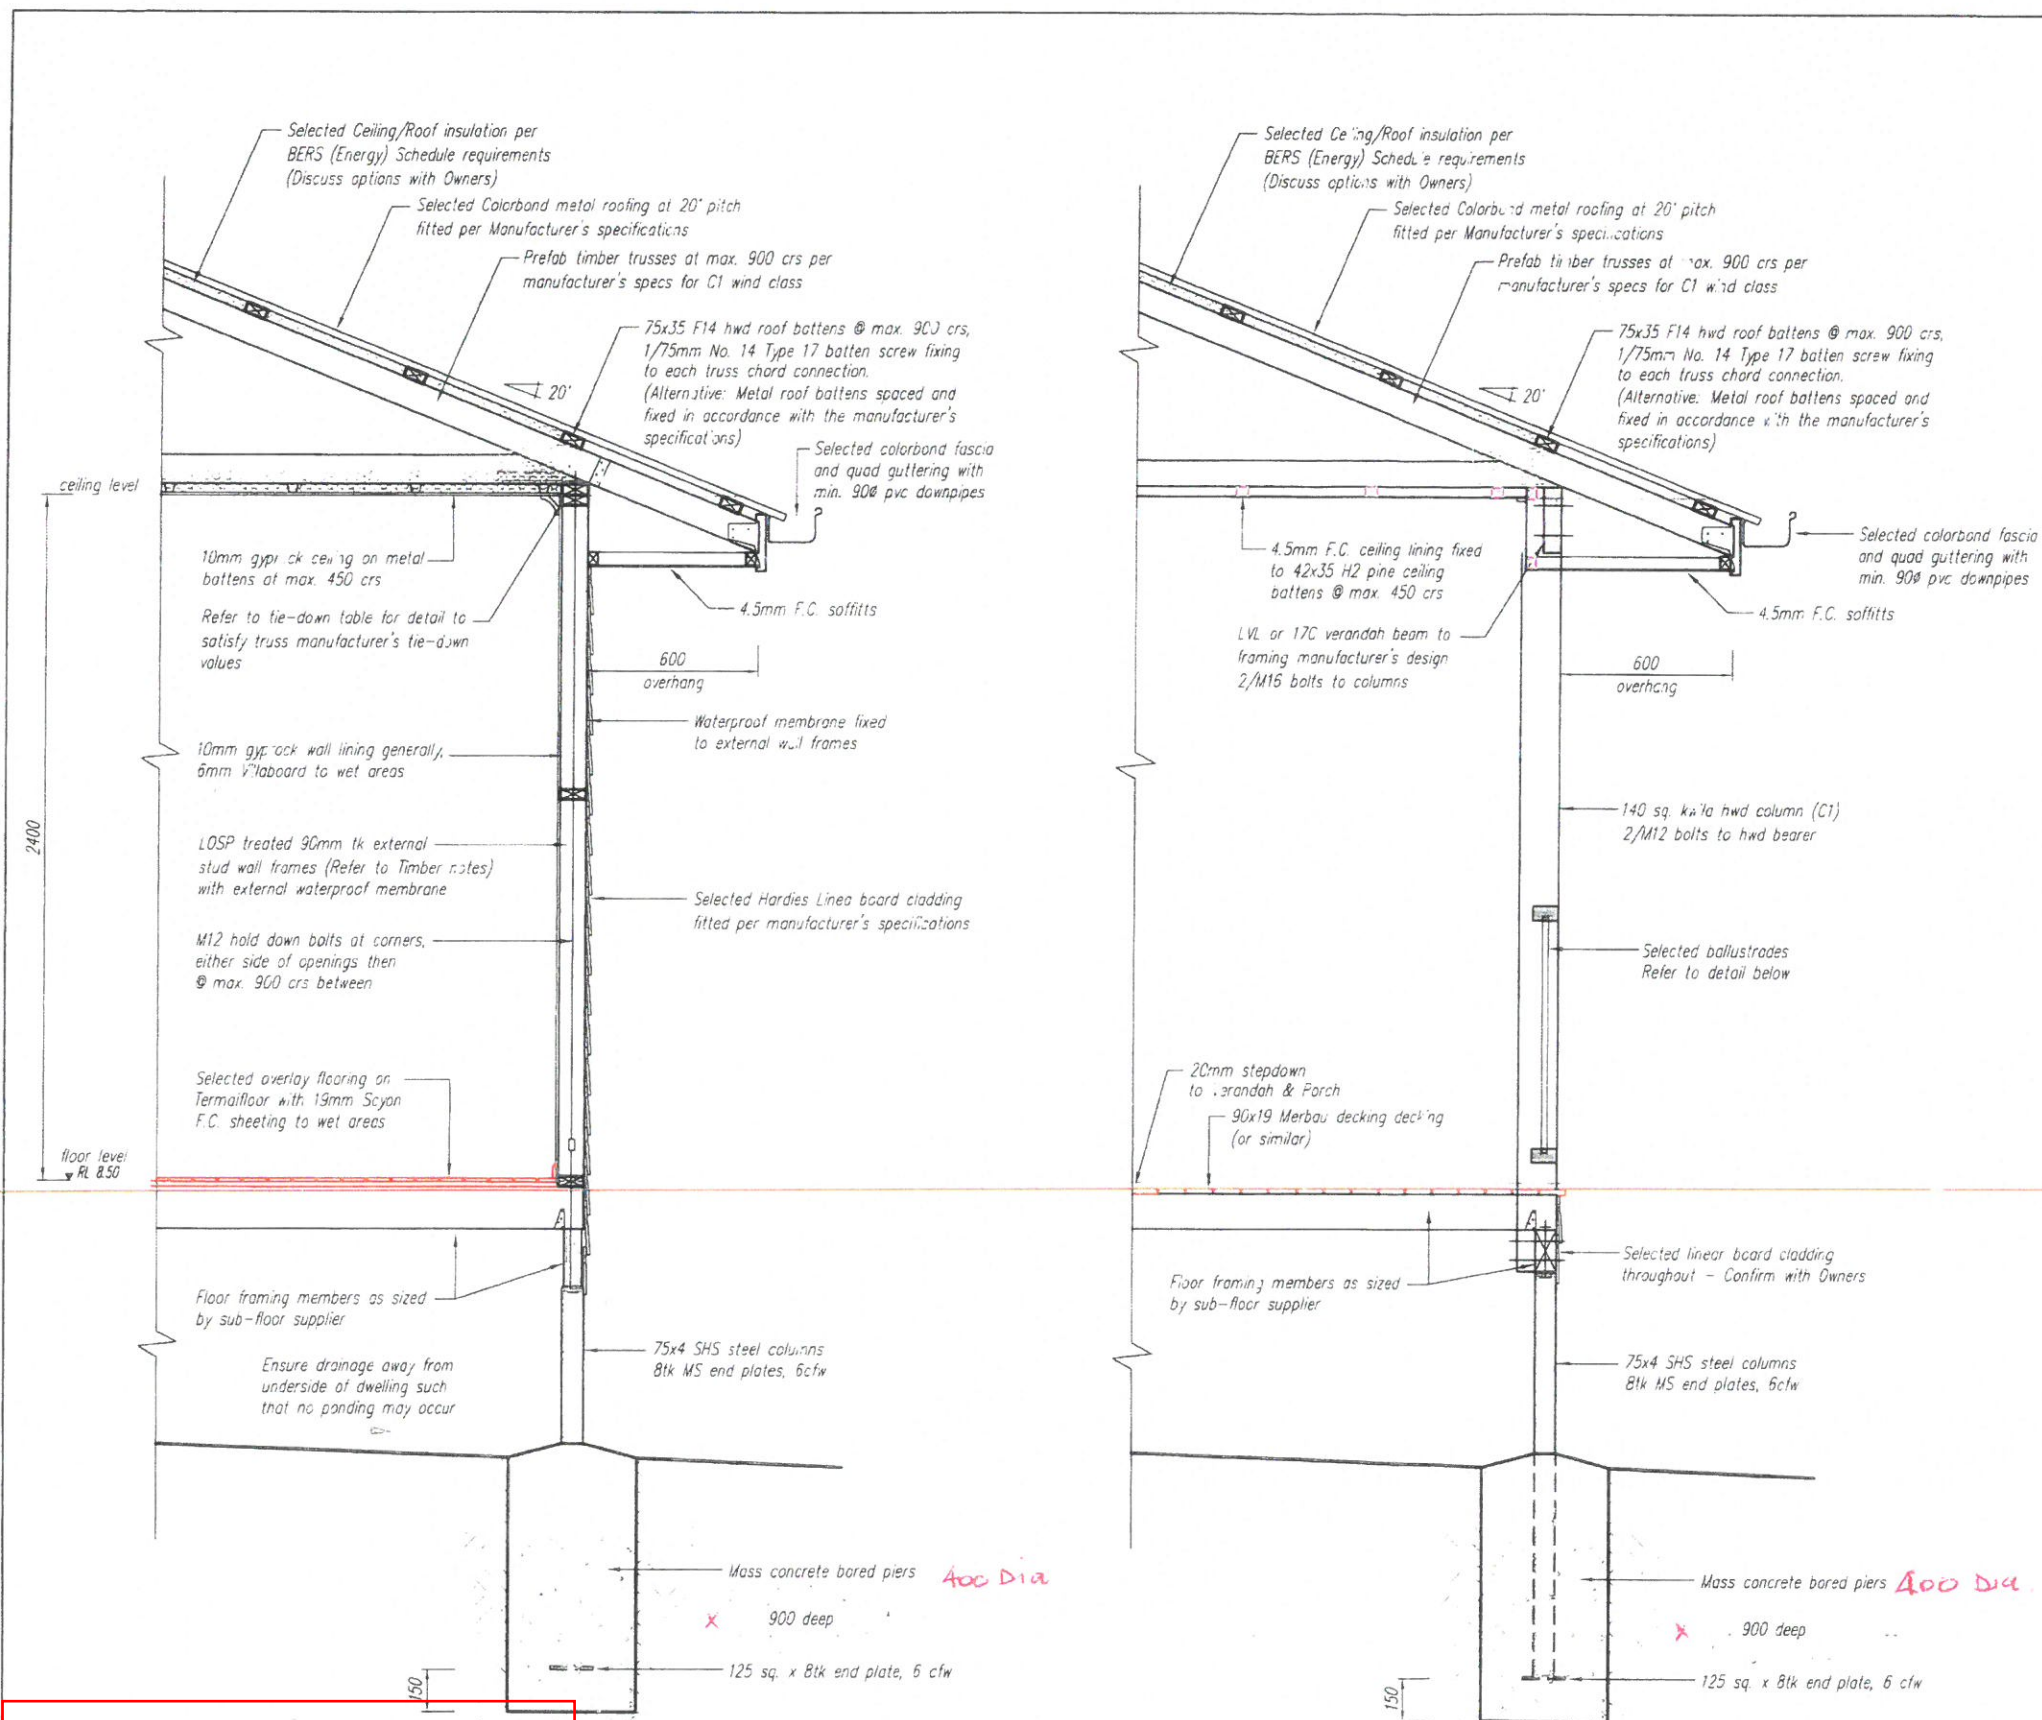 Selected Ceiling/Roof insulation per
BERS (Energy) Schedule requirements
(Discuss options with Owners)
Selected Colorbond metal roofing at 20° pitch
fitted per Manufacturer's specifications
Prefab timber trusses at max. 900 crs per
manufacturer's specs for C1 wind class
75x35 F14 hwd roof battens @ max. 900 crs,
1/75mm No. 14 Type 17 batten screw fixing
to each truss chord connection.
(Alternative: Metal roof battens spaced and
fixed in accordance with the manufacturer's
specifications)
20°
Selected colorbond fascia
and quad guttering with
min. 90ø pvc downpipes
ceiling level
10mm gyprock ceiling on metal
battens at max. 450 crs
Refer to tie-down table for detail to
satisfy truss manufacturer's tie-down
values
4.5mm F.C. soffitts
600
overhang
Waterproof membrane fixed
to external wall frames
10mm gyprock wall lining generally,
6mm Villaboard to wet areas
2400
LOSP treated 90mm tk external
stud wall frames (Refer to Timber notes)
with external waterproof membrane
Selected Hardies Linea board cladding
fitted per manufacturer's specifications
M12 hold down bolts at corners,
either side of openings then
@ max. 900 crs between
Selected overlay flooring on
Termaifloor with 19mm Scyon
F.C. sheeting to wet areas
floor level
RL 8.50
Floor framing members as sized
by sub-floor supplier
Ensure drainage away from
underside of dwelling such
that no ponding may occur
75x4 SHS steel columns
8tk MS end plates, 6cfw
Mass concrete bored piers 400 Dia
x 900 deep
125 sq. x 8tk end plate, 6 cfw
150
Selected Ceiling/Roof insulation per
BERS (Energy) Schedule requirements
(Discuss options with Owners)
Selected Colorbond metal roofing at 20° pitch
fitted per Manufacturer's specifications
Prefab timber trusses at max. 900 crs per
manufacturer's specs for C1 wind class
75x35 F14 hwd roof battens @ max. 900 crs,
1/75mm No. 14 Type 17 batten screw fixing
to each truss chord connection.
(Alternative: Metal roof battens spaced and
fixed in accordance with the manufacturer's
specifications)
20°
Selected colorbond fascia
and quad guttering with
min. 90ø pvc downpipes
4.5mm F.C. ceiling lining fixed
to 42x35 H2 pine ceiling
battens @ max. 450 crs
4.5mm F.C. soffitts
LVL or 17C verandah beam to
framing manufacturer's design
2/M16 bolts to columns
600
overhang
140 sq. kwila hwd column (C1)
2/M12 bolts to hwd bearer
Selected ballustrades
Refer to detail below
20mm stepdown
to Verandah & Porch
90x19 Merbau decking decking
(or similar)
Selected linear board cladding
throughout - Confirm with Owners
Floor framing members as sized
by sub-floor supplier
75x4 SHS steel columns
8tk MS end plates, 6cfw
Mass concrete bored piers 400 Dia
x 900 deep
125 sq. x 8tk end plate, 6 cfw
150